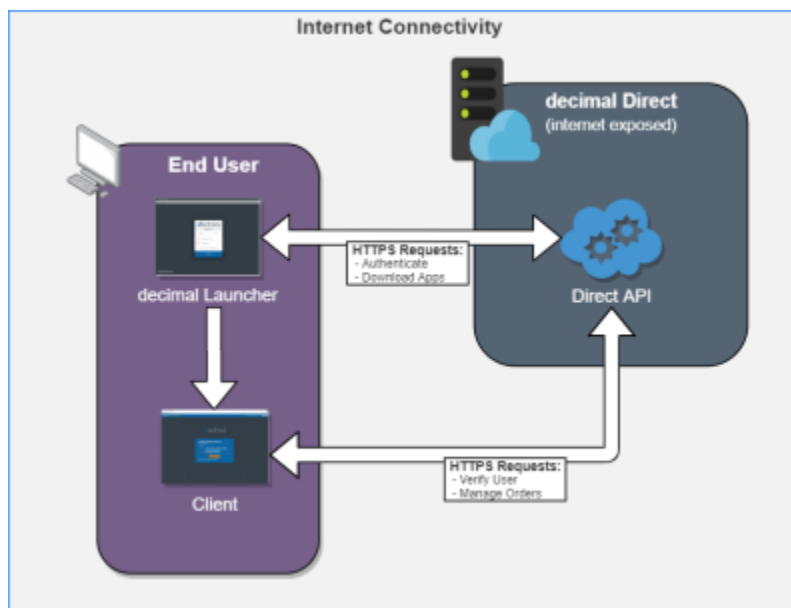 Internet Connectivity
decimal Direct
(internet exposed)
End User
HTTPS Requests:
- Authenticate
- Download Apps
decimal Launcher
Direct API
HTTPS Requests:
- Verify User
- Manage Orders
Client